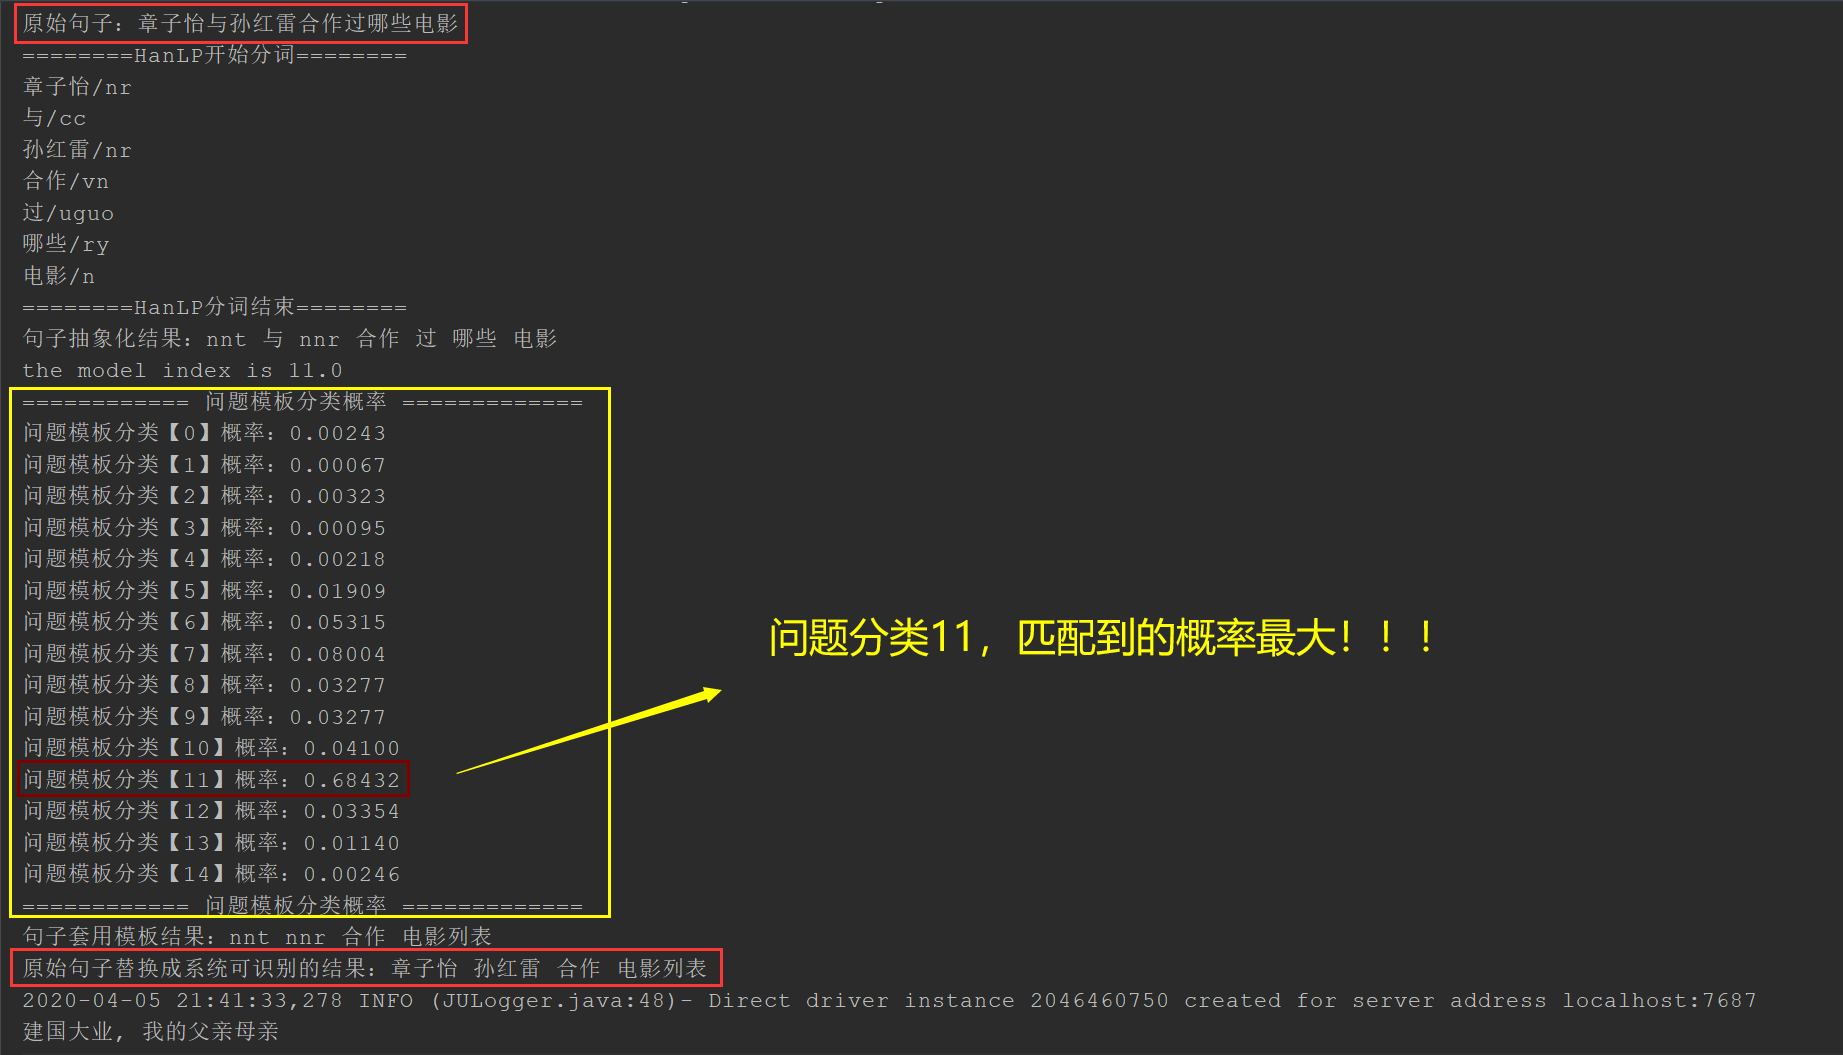 原始句子：章子怡与孙红雷合作过哪些电影
========HanLP开始分词========
章子怡/nr
与/cc
孙红雷/nr
合作/vn
过/uguo
哪些/ry
电影/n
========HanLP分词结束========
句子抽象化结果：nnt 与 nnr 合作 过 哪些 电影
the model index is 11.0
============ 问题模板分类概率 =============
问题模板分类【0】概率：0.00243
问题模板分类【1】概率：0.00067
问题模板分类【2】概率：0.00323
问题模板分类【3】概率：0.00095
问题模板分类【4】概率：0.00218
问题模板分类【5】概率：0.01909
问题模板分类【6】概率：0.05315
问题模板分类【7】概率：0.08004
问题模板分类【8】概率：0.03277
问题模板分类【9】概率：0.03277
问题模板分类【10】概率：0.04100
问题模板分类【11】概率：0.68432
问题模板分类【12】概率：0.03354
问题模板分类【13】概率：0.01140
问题模板分类【14】概率：0.00246
============ 问题模板分类概率 =============
问题分类11，匹配到的概率最大！！！
句子套用模板结果：nnt nnr 合作 电影列表
原始句子替换成系统可识别的结果：章子怡 孙红雷 合作 电影列表
2020-04-05 21:41:33,278 INFO (JULogger.java:48)- Direct driver instance 2046460750 created for server address localhost:7687
建国大业, 我的父亲母亲